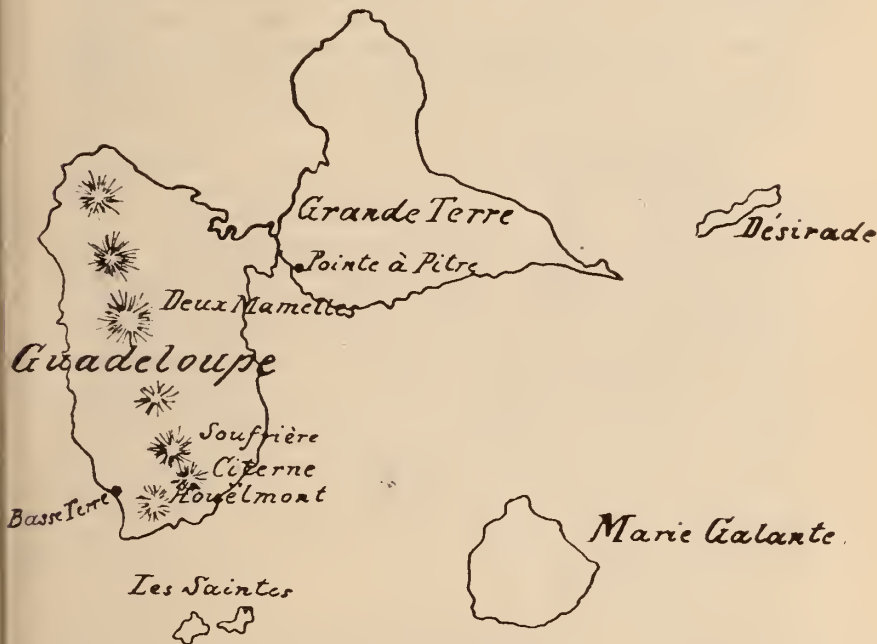 Grande Terre
Désirade
Pointe à Pitre
Deux Mamelles
Guadeloupe
Soufrière
Citerne
Houëlmont
Basse Terre
Marie Galante.
Les Saintes